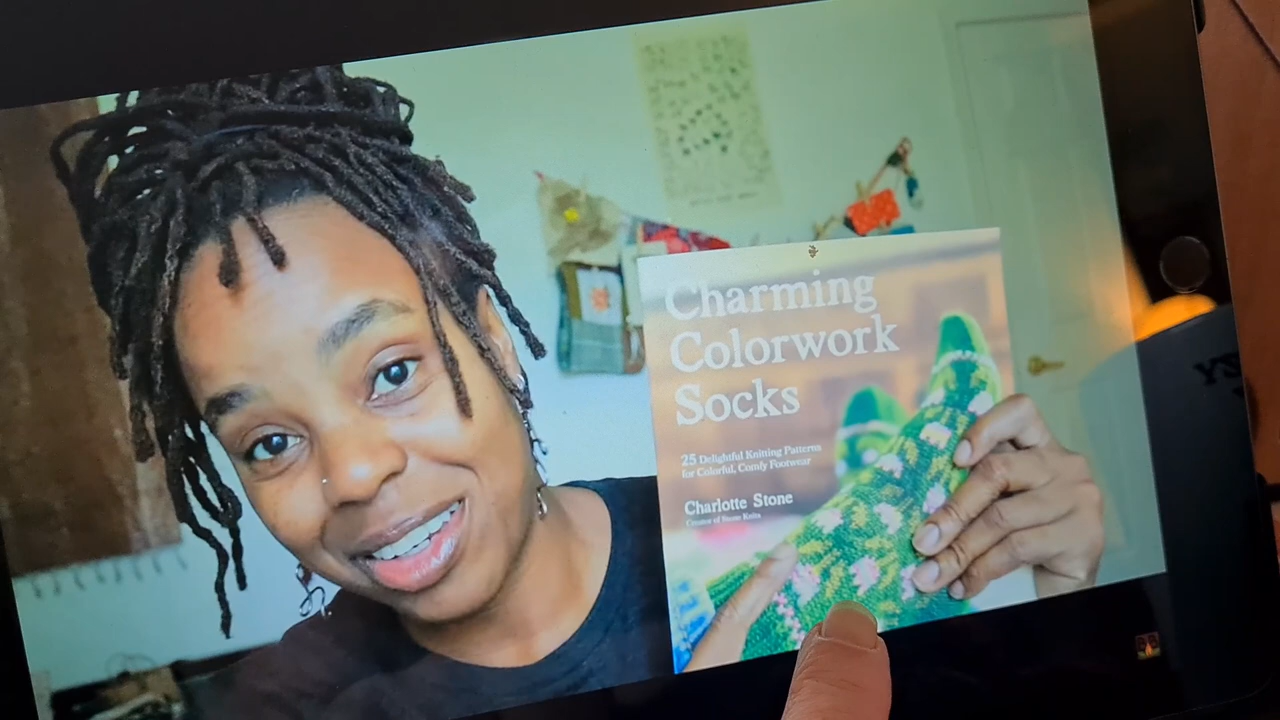 Charming
Colorwork
Socks
25 Delightful Knitting Patterns
for Colorful, Comfy Footwear
Charlotte Stone
Creator of Stone Knits